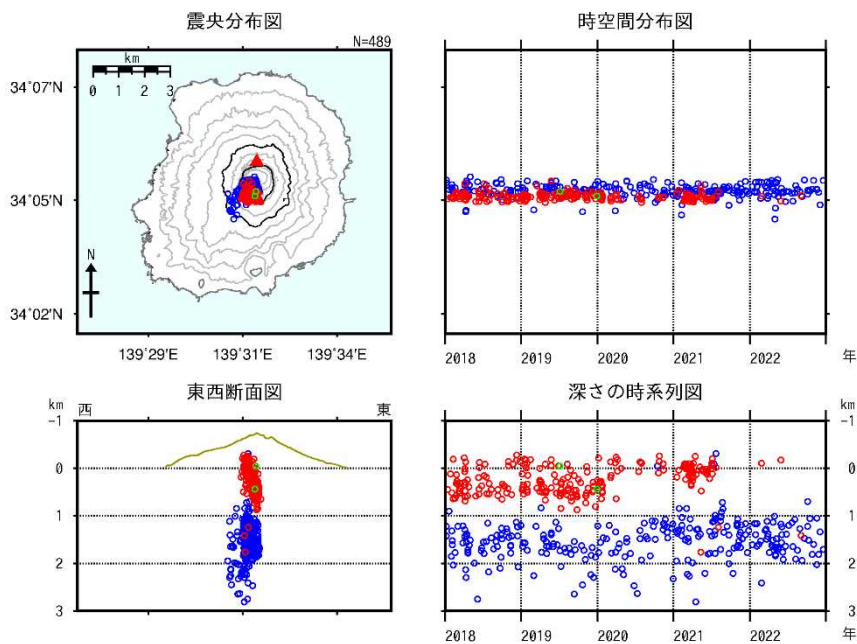 震央分布図
N=489
km
0 1 2 3
34°07'N
34°05'N
34°02'N
N
139°29'E 139°31'E 139°34'E
時空間分布図
2018 2019 2020 2021 2022 年
東西断面図
km 西 東
-1
0
1
2
3
深さの時系列図
km
-1
0
1
2
3
2018 2019 2020 2021 2022 年